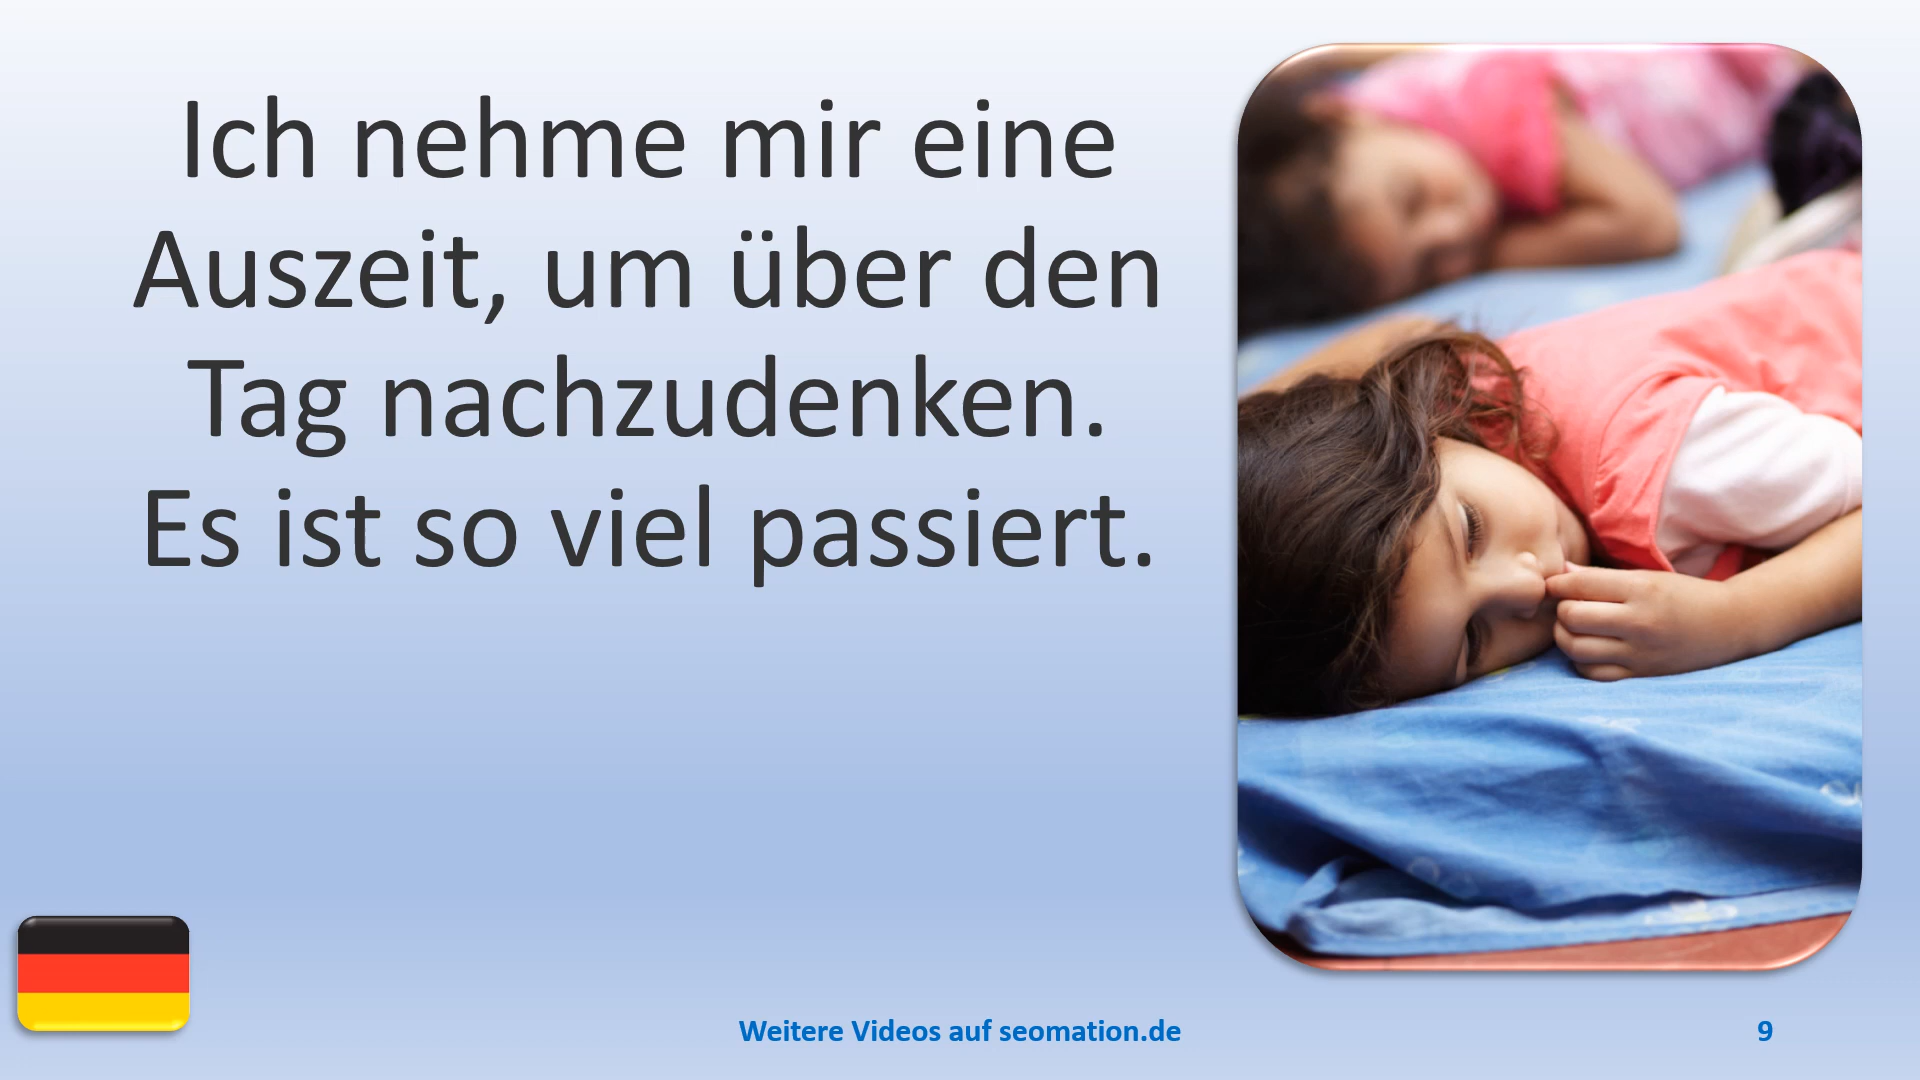 Ich nehme mir eine
Auszeit, um über den
Tag nachzudenken.
Es ist so viel passiert.
Weitere Videos auf seomation.de
9